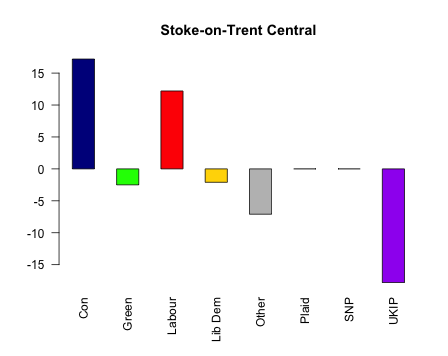 Stoke-on-Trent Central
15
10
5
0
-5
-10
-15
Con
Green
Labour
Lib Dem
Other
Plaid
SNP
UKIP